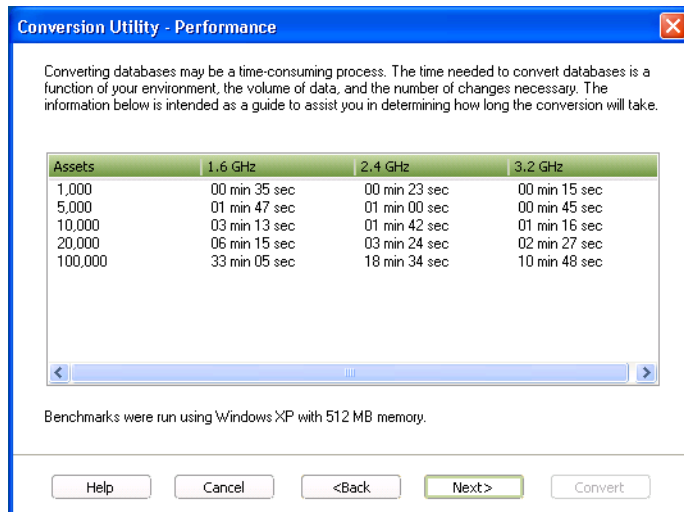 Conversion Utility - Performance
Converting databases may be a time-consuming process. The time needed to convert databases is a
function of your environment, the volume of data, and the number of changes necessary. The
information below is intended as a guide to assist you in determining how long the conversion will take.
Assets 1.6 GHz 2.4 GHz 3.2 GHz
1,000 00 min 35 sec 00 min 23 sec 00 min 15 sec
5,000 01 min 47 sec 01 min 00 sec 00 min 45 sec
10,000 03 min 13 sec 01 min 42 sec 01 min 16 sec
20,000 06 min 15 sec 03 min 24 sec 02 min 27 sec
100,000 33 min 05 sec 18 min 34 sec 10 min 48 sec
Benchmarks were run using Windows XP with 512 MB memory.
Help Cancel <Back Next> Convert